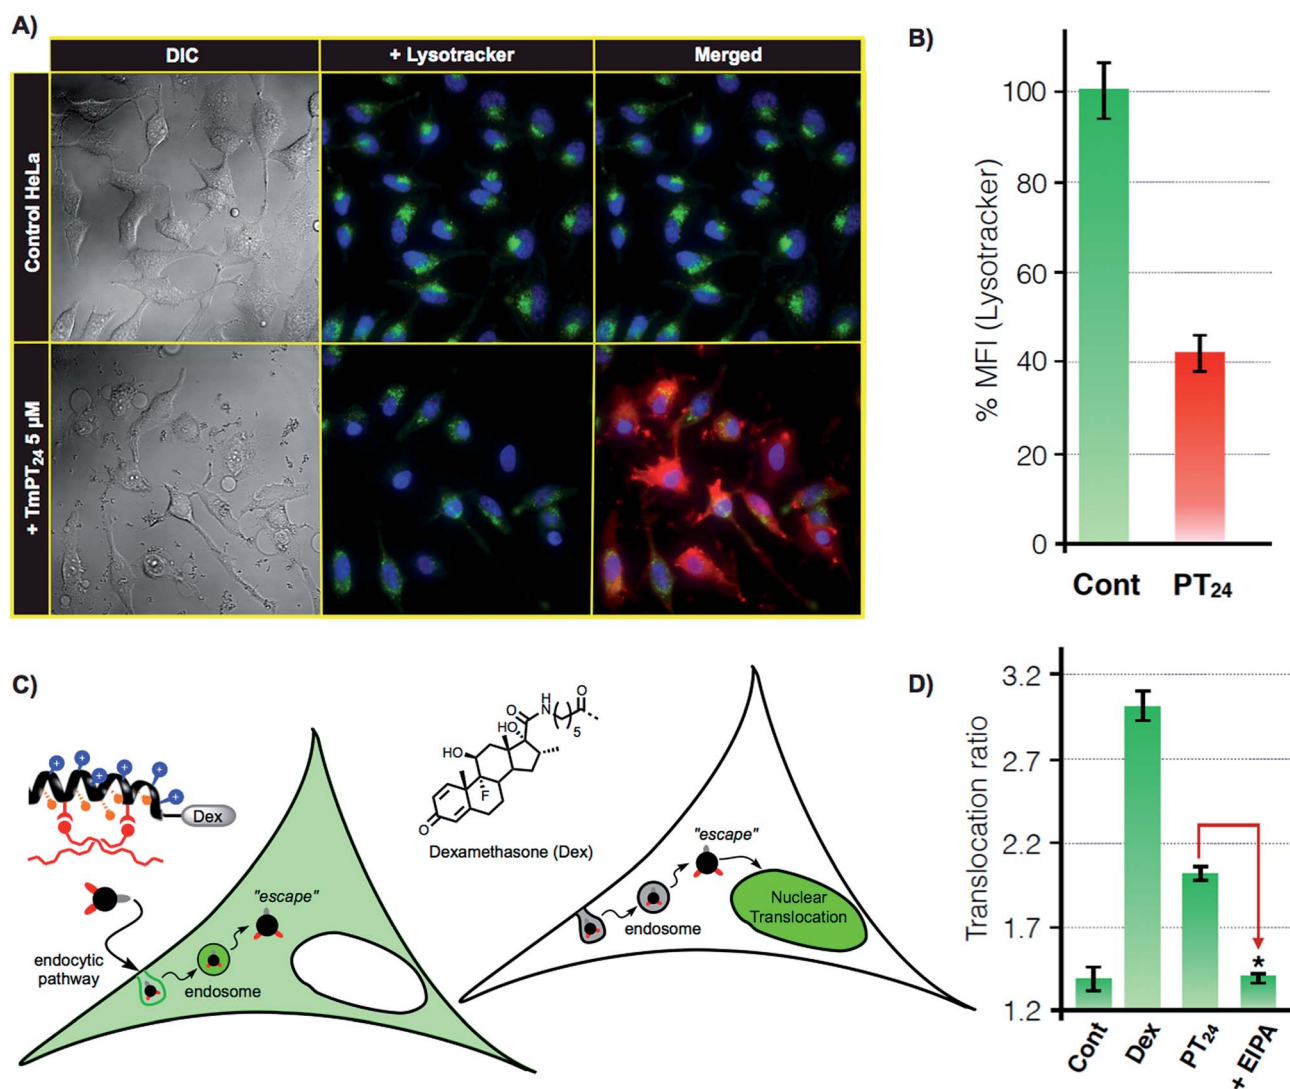 A)
DIC
+ Lysotracker
Merged
Control HeLa
+ TmPT24 5 µM
B)
% MFI (Lysotracker)
100
80
60
40
20
0
Cont
PT24
C)
+ + + + +
Dex
endocytic
pathway
endosome
"escape"
O
HO
O
HO
N
H
5
O
F
Dexamethasone (Dex)
"escape"
endosome
Nuclear
Translocation
D)
Translocation ratio
3.2
2.7
2.2
1.7
1.2
*
Cont
Dex
PT24
+ EIPA